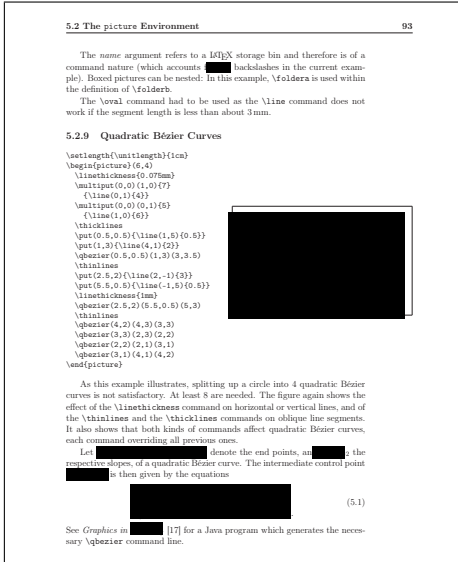 5.2 The picture Environment 93
The name argument refers to a LATEX storage bin and therefore is of a
command nature (which accounts backslashes in the current exam-
ple). Boxed pictures can be nested: In this example, \foldera is used within
the definition of \folderb.
The \oval command had to be used as the \line command does not
work if the segment length is less than about 3 mm.
5.2.9 Quadratic Bézier Curves
\setlength{\unitlength}{1cm}
\begin{picture}(6,4)
\linethickness{0.075mm}
\multiput(0,0)(1,0){7}
{\line(0,1){4}}
\multiput(0,0)(0,1){5}
{\line(1,0){6}}
\thicklines
\put(0.5,0.5){\line(1,5){0.5}}
\put(1,3){\line(4,1){2}}
\qbezier(0.5,0.5)(1,3)(3,3.5)
\thinlines
\put(2.5,2){\line(2,-1){3}}
\put(5.5,0.5){\line(-1,5){0.5}}
\linethickness{1mm}
\qbezier(2.5,2)(5.5,0.5)(5,3)
\thinlines
\qbezier(4,2)(4,3)(3,3)
\qbezier(3,3)(2,3)(2,2)
\qbezier(2,2)(2,1)(3,1)
\qbezier(3,1)(4,1)(4,2)
\end{picture}
As this example illustrates, splitting up a circle into 4 quadratic Bézier
curves is not satisfactory. At least 8 are needed. The figure again shows the
effect of the \linethickness command on horizontal or vertical lines, and of
the \thinlines and the \thicklines commands on oblique line segments.
It also shows that both kinds of commands affect quadratic Bézier curves,
each command overriding all previous ones.
Let denote the end points, an 2 the
respective slopes, of a quadratic Bézier curve. The intermediate control point
is then given by the equations
(5.1)
See Graphics in [17] for a Java program which generates the neces-
sary \qbezier command line.